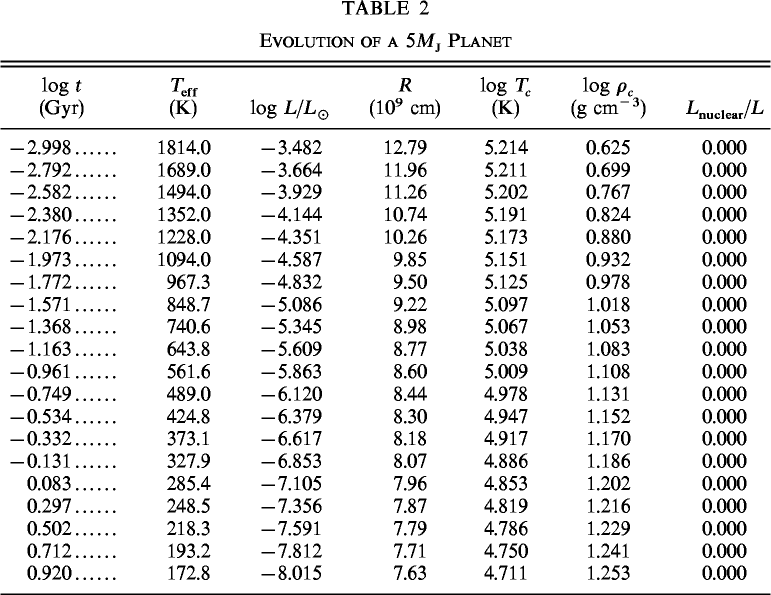 TABLE 2
EVOLUTION OF A 5M_J PLANET
log t (Gyr) T_eff (K) log L/L_☉ R (10^9 cm) log T_c (K) log ρ_c (g cm^−3) L_nuclear/L
−2.998...... 1814.0 −3.482 12.79 5.214 0.625 0.000
−2.792...... 1689.0 −3.664 11.96 5.211 0.699 0.000
−2.582...... 1494.0 −3.929 11.26 5.202 0.767 0.000
−2.380...... 1352.0 −4.144 10.74 5.191 0.824 0.000
−2.176...... 1228.0 −4.351 10.26 5.173 0.880 0.000
−1.973...... 1094.0 −4.587 9.85 5.151 0.932 0.000
−1.772...... 967.3 −4.832 9.50 5.125 0.978 0.000
−1.571...... 848.7 −5.086 9.22 5.097 1.018 0.000
−1.368...... 740.6 −5.345 8.98 5.067 1.053 0.000
−1.163...... 643.8 −5.609 8.77 5.038 1.083 0.000
−0.961...... 561.6 −5.863 8.60 5.009 1.108 0.000
−0.749...... 489.0 −6.120 8.44 4.978 1.131 0.000
−0.534...... 424.8 −6.379 8.30 4.947 1.152 0.000
−0.332...... 373.1 −6.617 8.18 4.917 1.170 0.000
−0.131...... 327.9 −6.853 8.07 4.886 1.186 0.000
0.083...... 285.4 −7.105 7.96 4.853 1.202 0.000
0.297...... 248.5 −7.356 7.87 4.819 1.216 0.000
0.502...... 218.3 −7.591 7.79 4.786 1.229 0.000
0.712...... 193.2 −7.812 7.71 4.750 1.241 0.000
0.920...... 172.8 −8.015 7.63 4.711 1.253 0.000